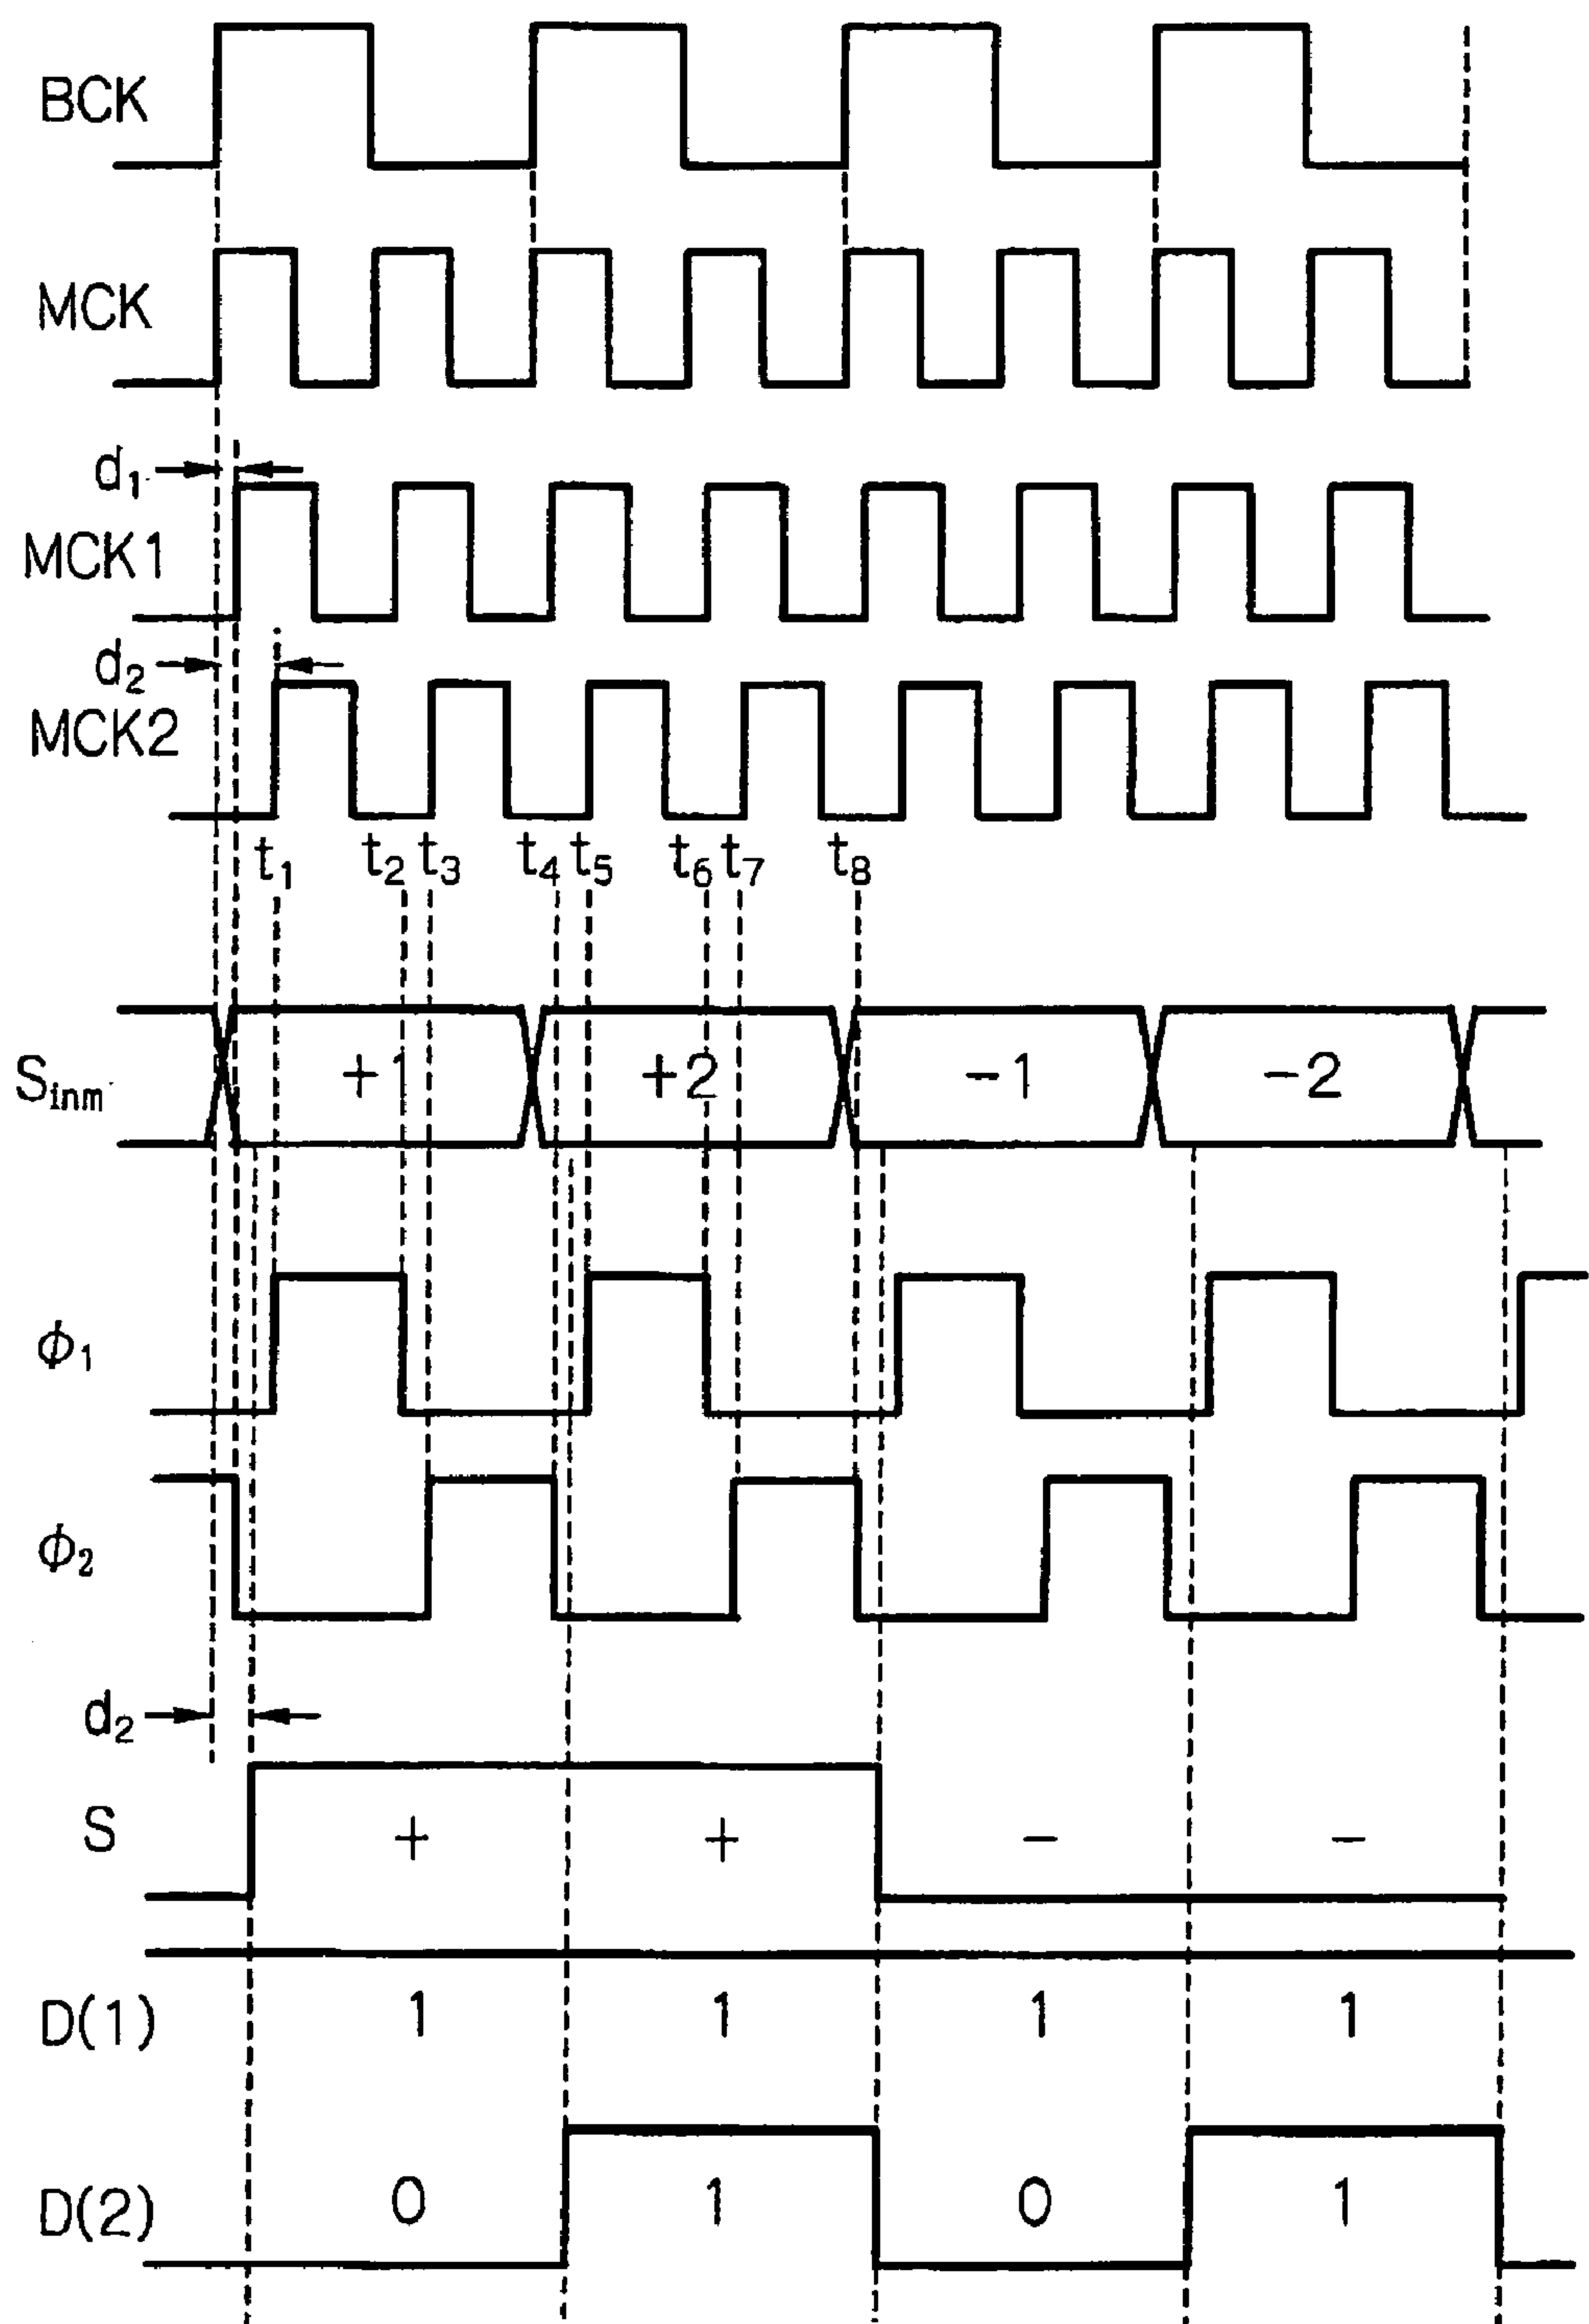 BCK
MCK
d₁
MCK1
d₂
MCK2
t₁ t₂ t₃ t₄ t₅ t₆ t₇ t₈
Sinm +1 +2 -1 -2
ϕ₁
ϕ₂
d₂
S + + - -
D(1) 1 1 1 1
D(2) 0 1 0 1